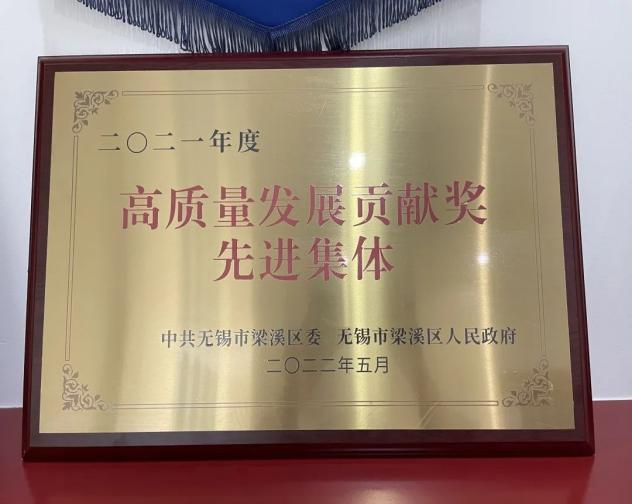 二〇二一年度
高质量发展贡献奖
先进集体
中共无锡市梁溪区委 无锡市梁溪区人民政府
二〇二二年五月